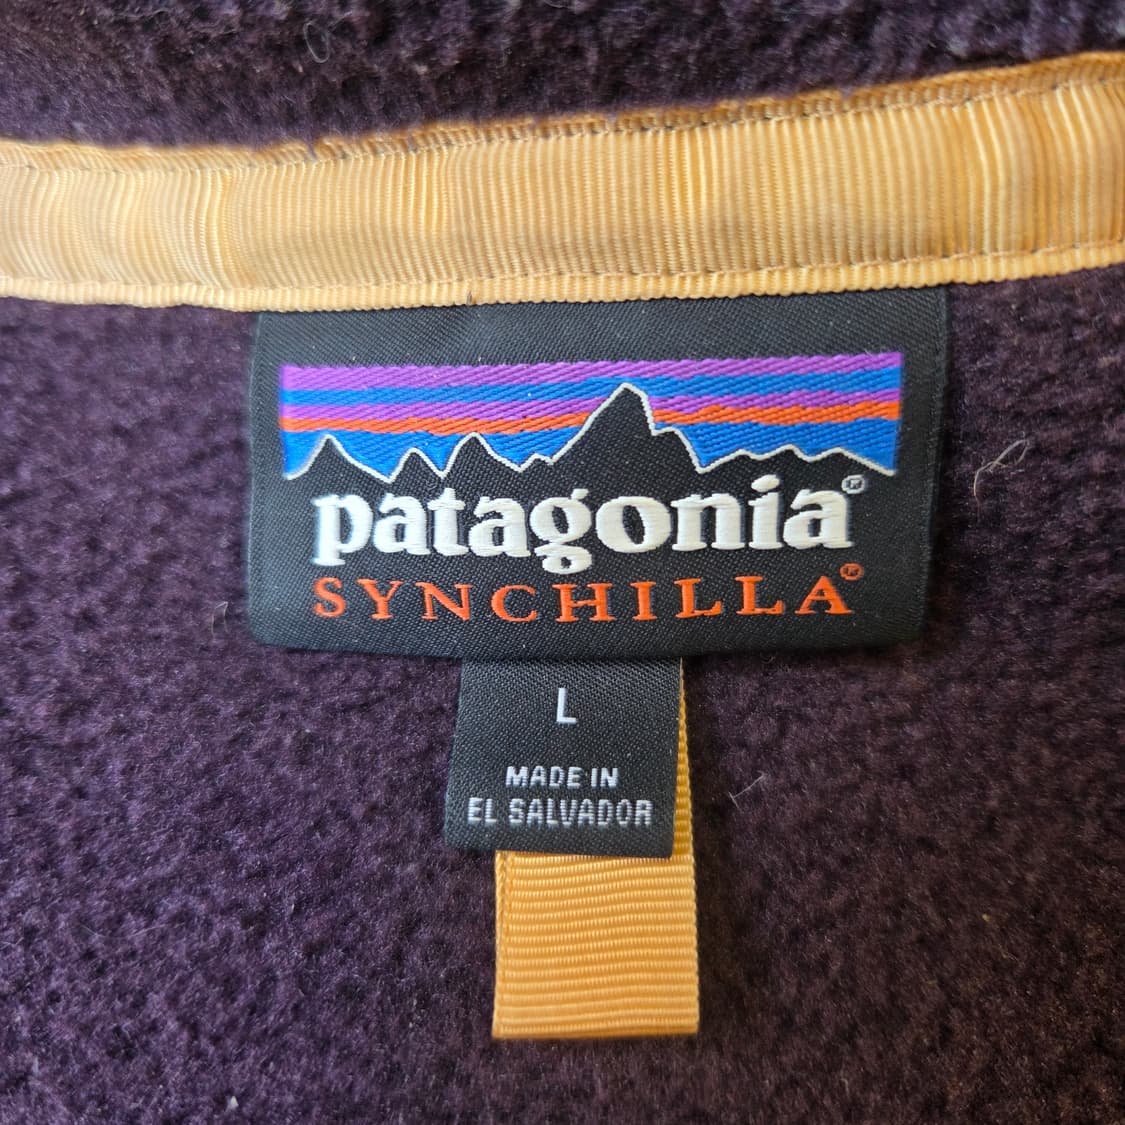 patagonia®
SYNCHILLA®
L
MADE IN
EL SALVADOR